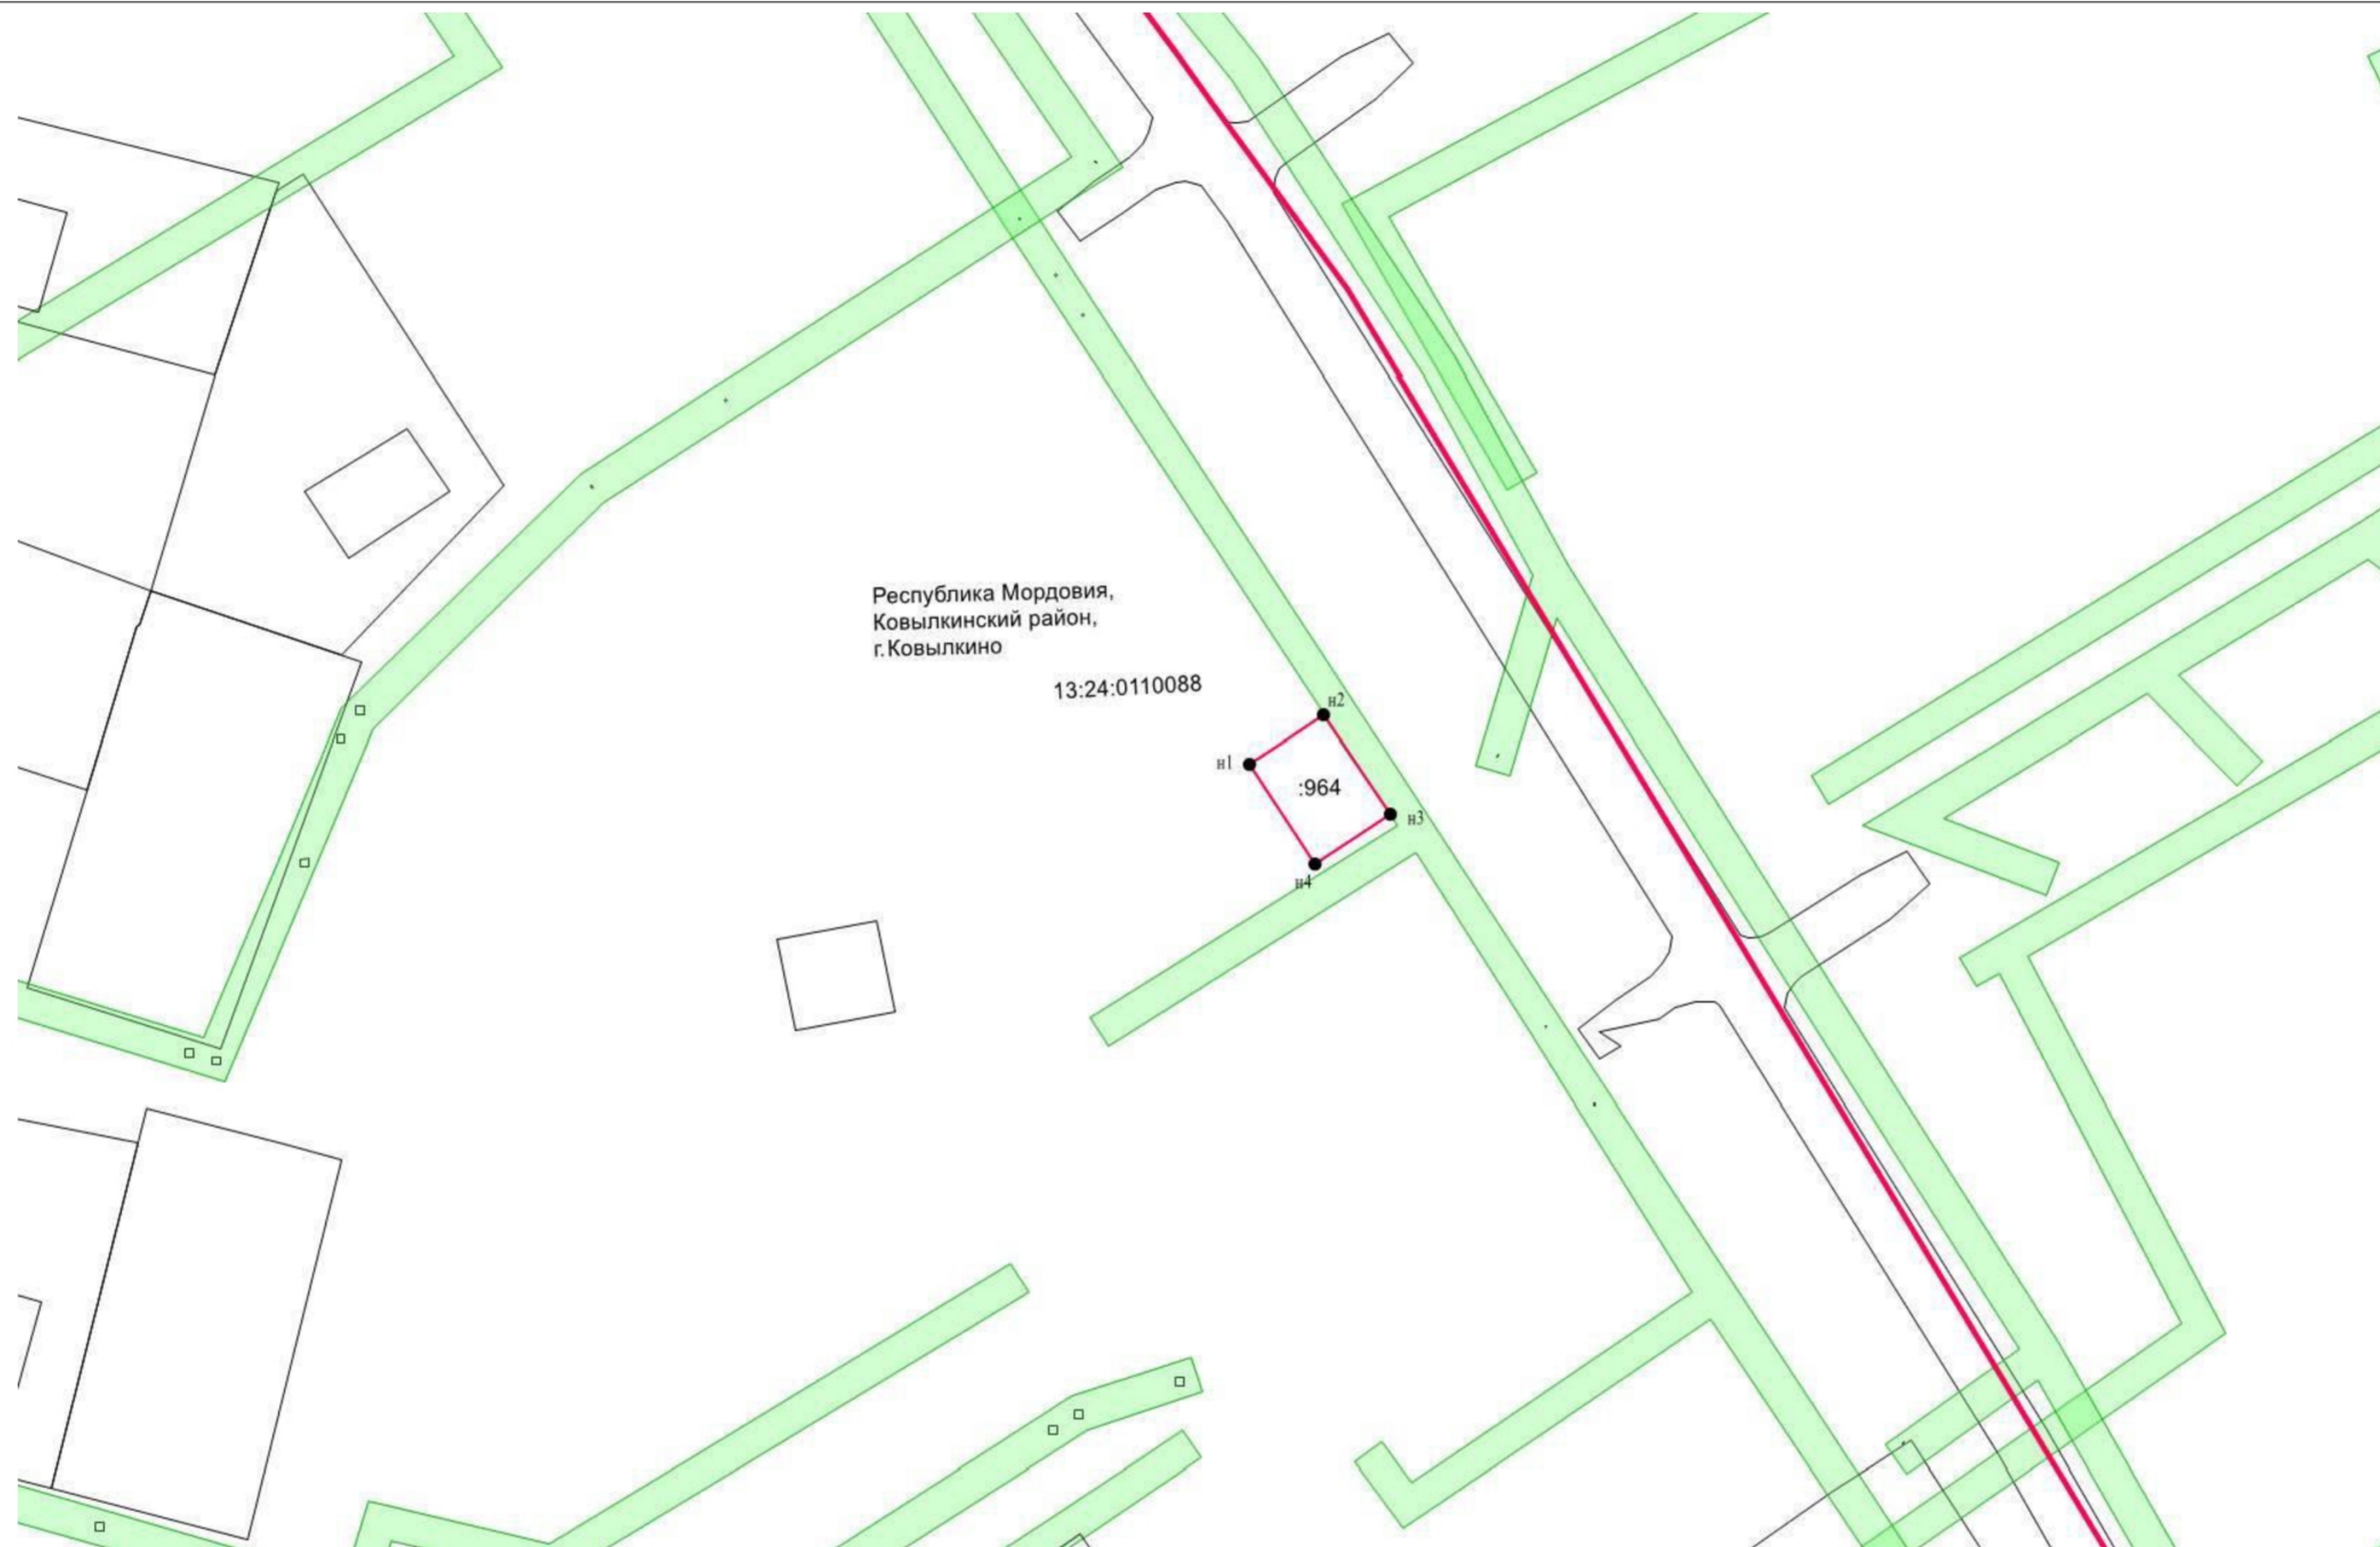 Республика Мордовия,
Ковылкинский район,
г.Ковылкино
13:24:0110088
н2
н1
:964
н3
н4